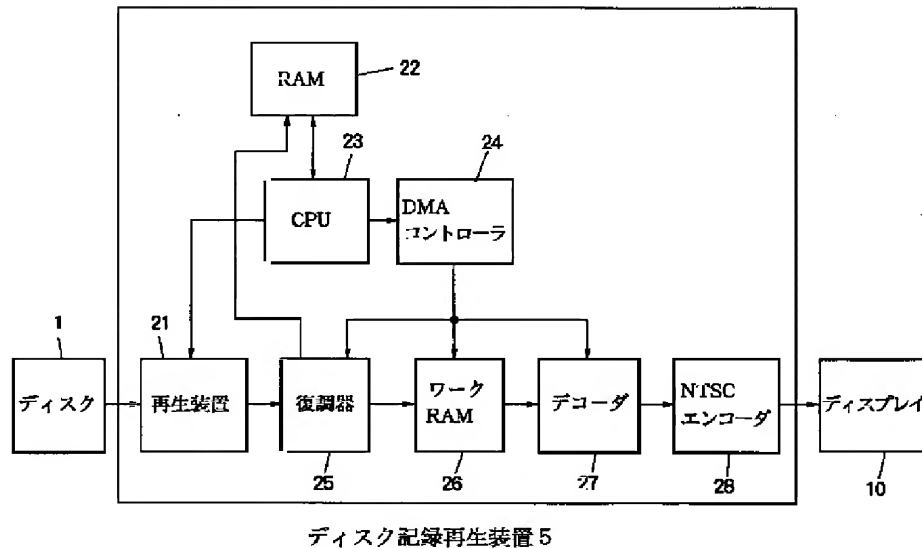 RAM
22
23
24
CPU
DMA
コントローラ
1
21
ディスク
再生装置
復調器
ワーク
RAM
デコーダ
NTSC
エンコーダ
ディスプレイ
25
26
27
28
10
ディスク記録再生装置5